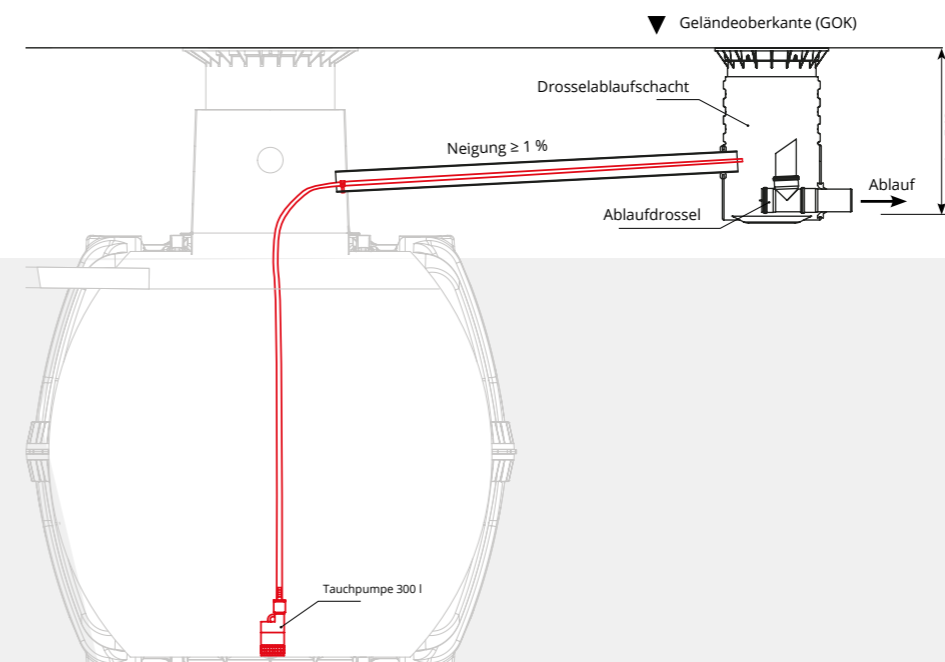 Geländeoberkante (GOK)
Drosselablaufschacht
Neigung ≥ 1 %
Ablauf
Ablaufdrossel
Tauchpumpe 300 l